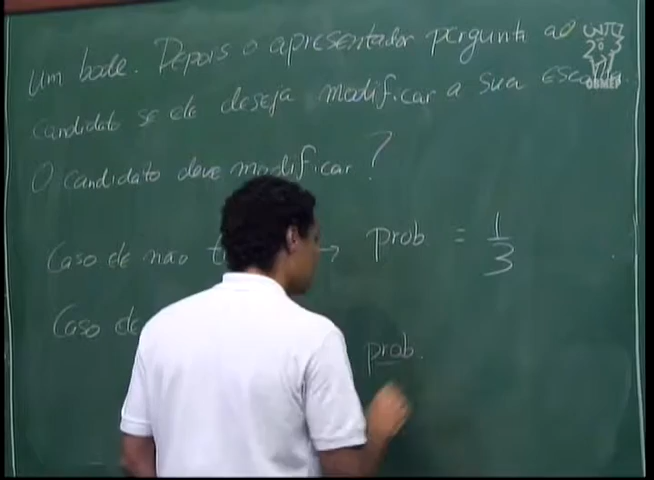 um bode. Depois o apresentador pergunta ao
OBMEP
candidato se ele deseja modificar a sua
O candidato deve modificar ?
Caso de não → prob = 1/3
Caso de prob.